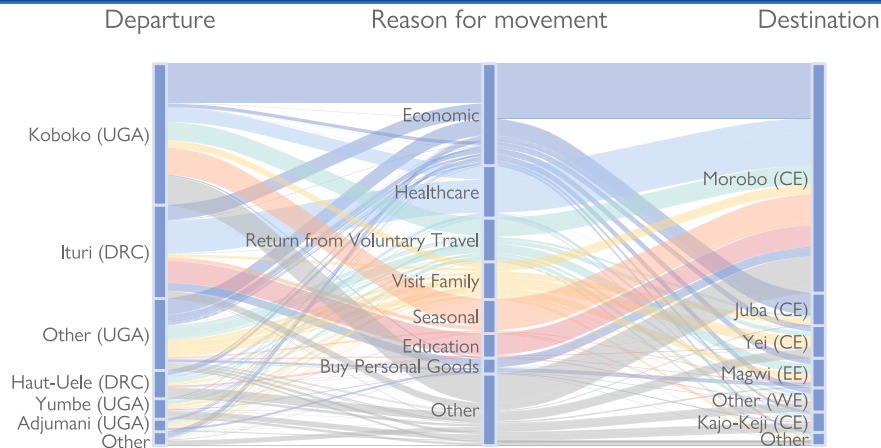 Departure
Reason for movement
Destination
Koboko (UGA)
Ituri (DRC)
Other (UGA)
Haut-Uele (DRC)
Yumbe (UGA)
Adjumani (UGA)
Other
Economic
Healthcare
Return from Voluntary Travel
Visit Family
Seasonal
Education
Buy Personal Goods
Other
Morobo (CE)
Juba (CE)
Yei (CE)
Magwi (EE)
Other (WE)
Kajo-Keji (CE)
Other